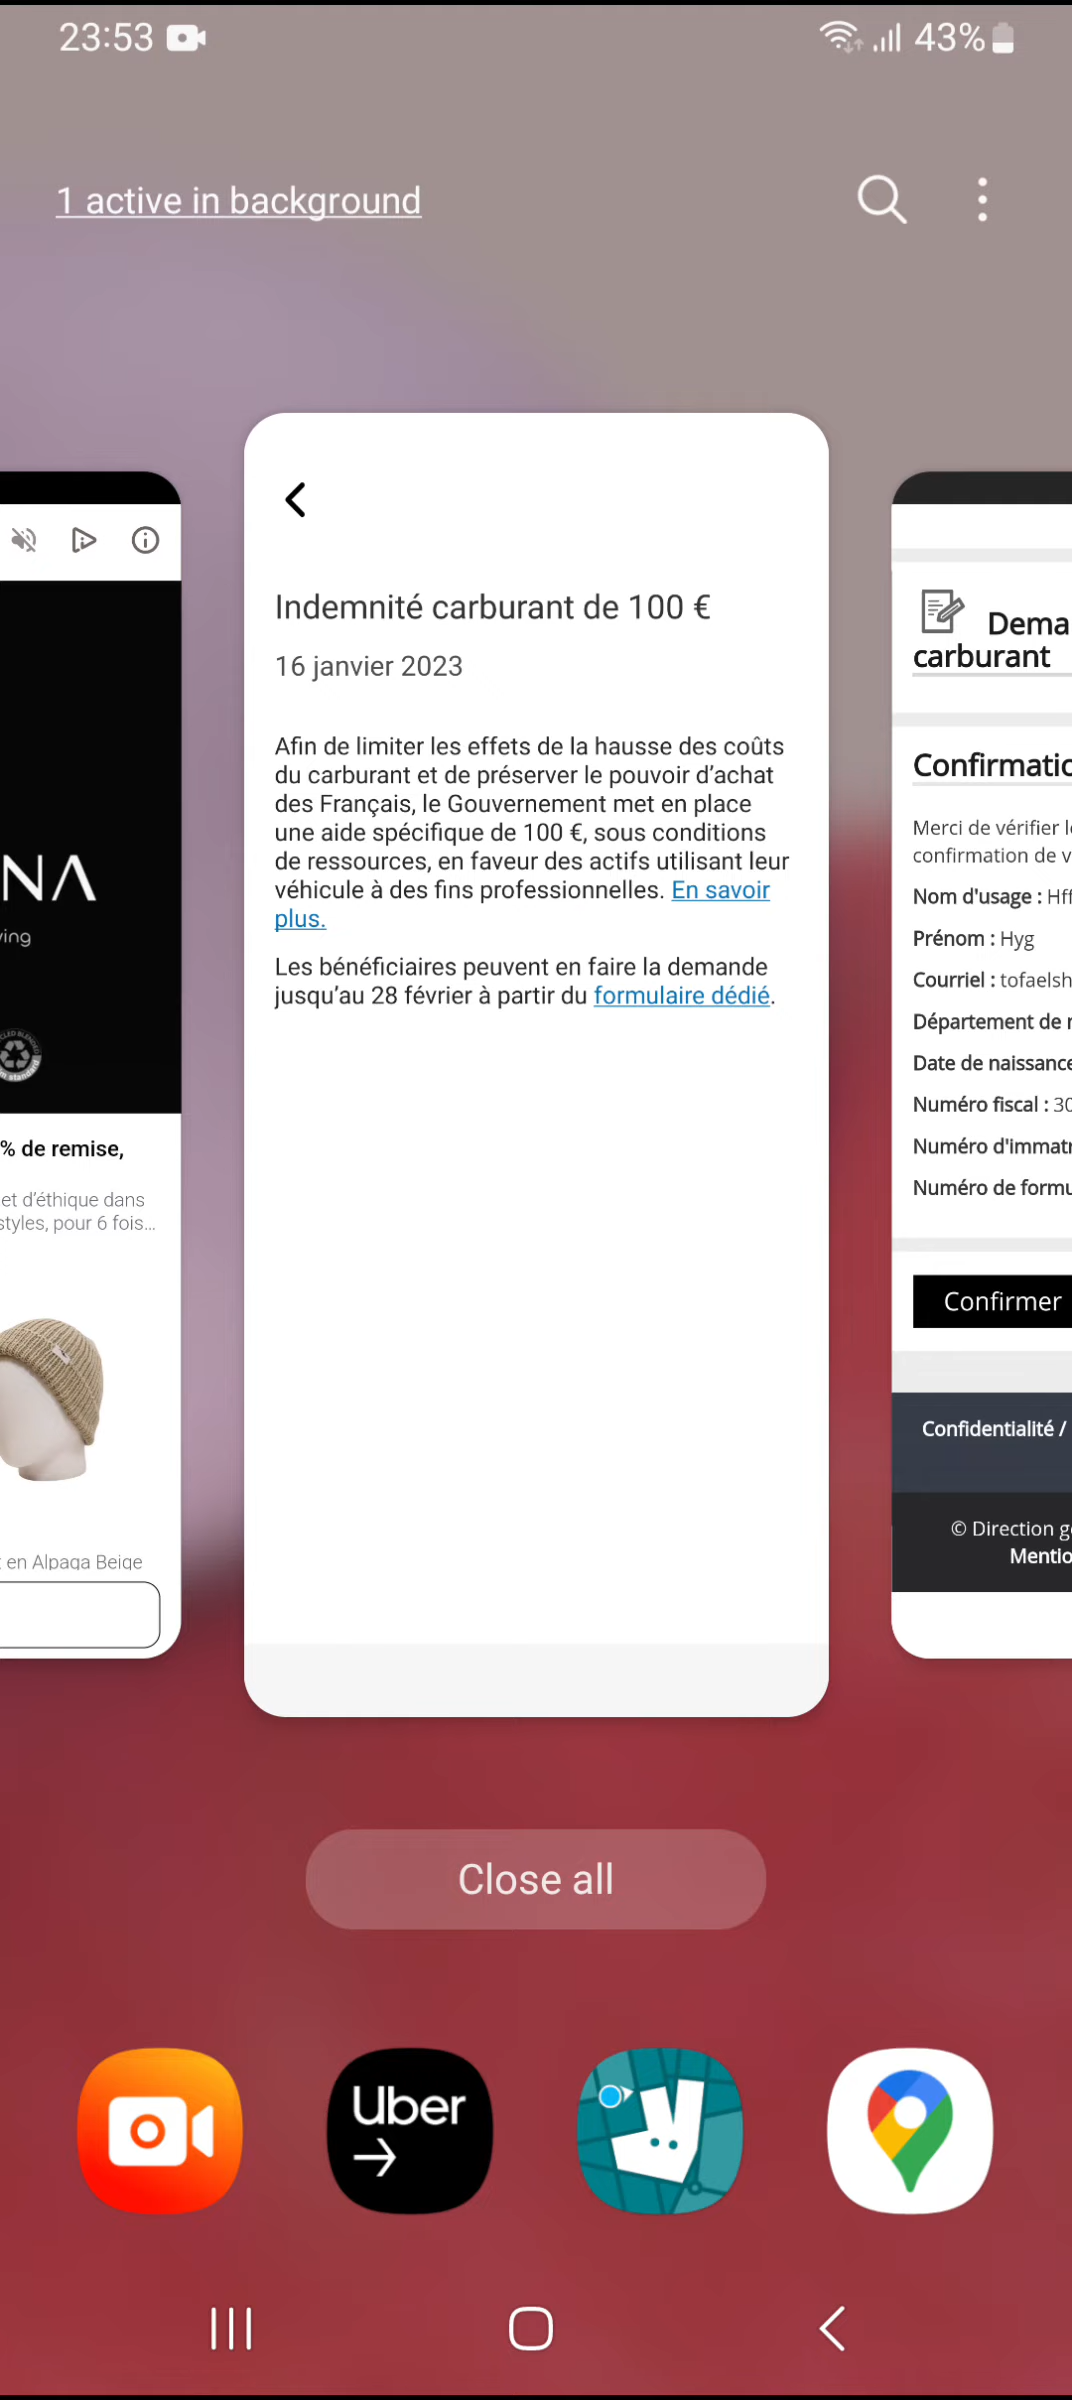 23:53
43%
1 active in background
NΛ
ving
% de remise,
et d’éthique dans
styles, pour 6 fois...
en Alpaga Beige
Indemnité carburant de 100 €
16 janvier 2023
Afin de limiter les effets de la hausse des coûts
du carburant et de préserver le pouvoir d’achat
des Français, le Gouvernement met en place
une aide spécifique de 100 €, sous conditions
de ressources, en faveur des actifs utilisant leur
véhicule à des fins professionnelles. En savoir
plus.
Les bénéficiaires peuvent en faire la demande
jusqu’au 28 février à partir du formulaire dédié.
Dema
carburant
Confirmatio
Merci de vérifier l
confirmation de v
Nom d'usage : Hff
Prénom : Hyg
Courriel : tofaelsh
Département de r
Date de naissance
Numéro fiscal : 30
Numéro d'immatr
Numéro de formu
Confirmer
Confidentialité /
© Direction g
Mentio
Close all
Uber